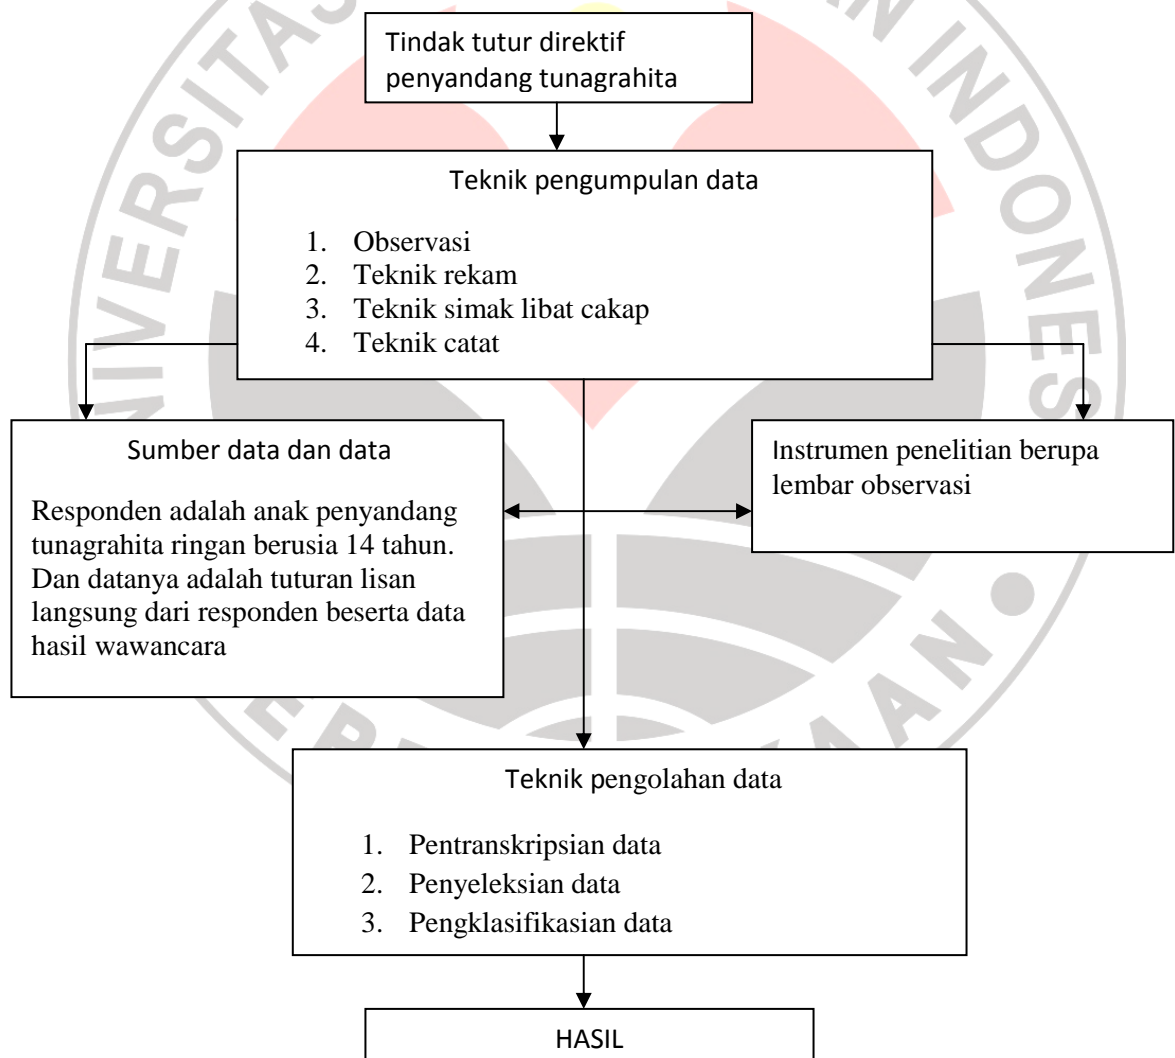 Tindak tutur direktif
penyandang tunagrahita
Teknik pengumpulan data
1. Observasi
2. Teknik rekam
3. Teknik simak libat cakap
4. Teknik catat
Sumber data dan data
Responden adalah anak penyandang
tunagrahita ringan berusia 14 tahun.
Dan datanya adalah tuturan lisan
langsung dari responden beserta data
hasil wawancara
Instrumen penelitian berupa
lembar observasi
Teknik pengolahan data
1. Pentranskripsian data
2. Penyeleksian data
3. Pengklasifikasian data
HASIL